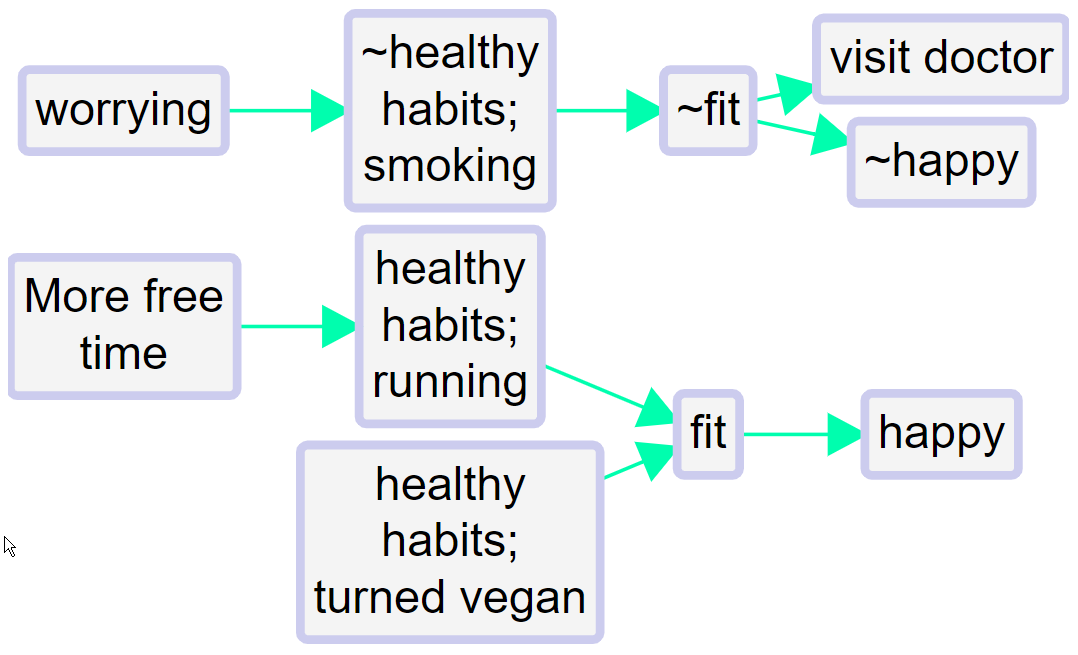 worrying
~healthy
habits;
smoking
~fit
visit doctor
~happy
More free
time
healthy
habits;
running
healthy
habits;
turned vegan
fit
happy